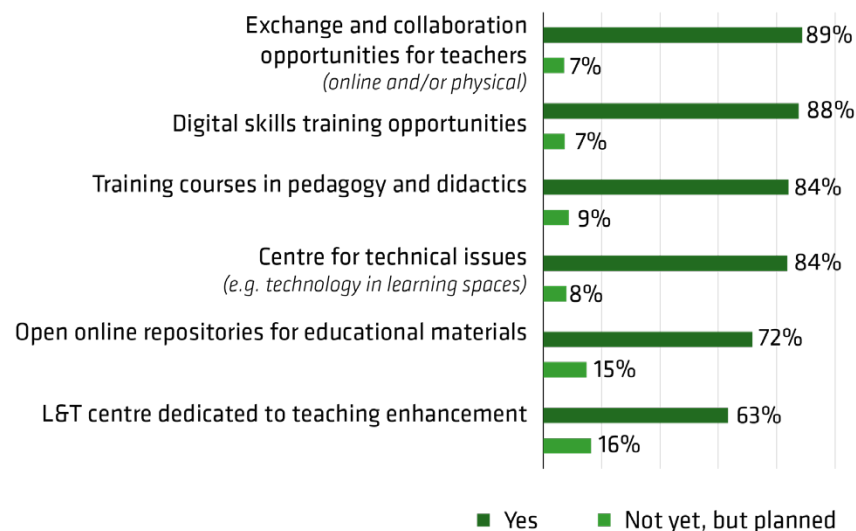 Exchange and collaboration
opportunities for teachers
(online and/or physical)
89%
7%
Digital skills training opportunities
88%
7%
Training courses in pedagogy and didactics
84%
9%
Centre for technical issues
(e.g. technology in learning spaces)
84%
8%
Open online repositories for educational materials
72%
15%
L&T centre dedicated to teaching enhancement
63%
16%
Yes
Not yet, but planned